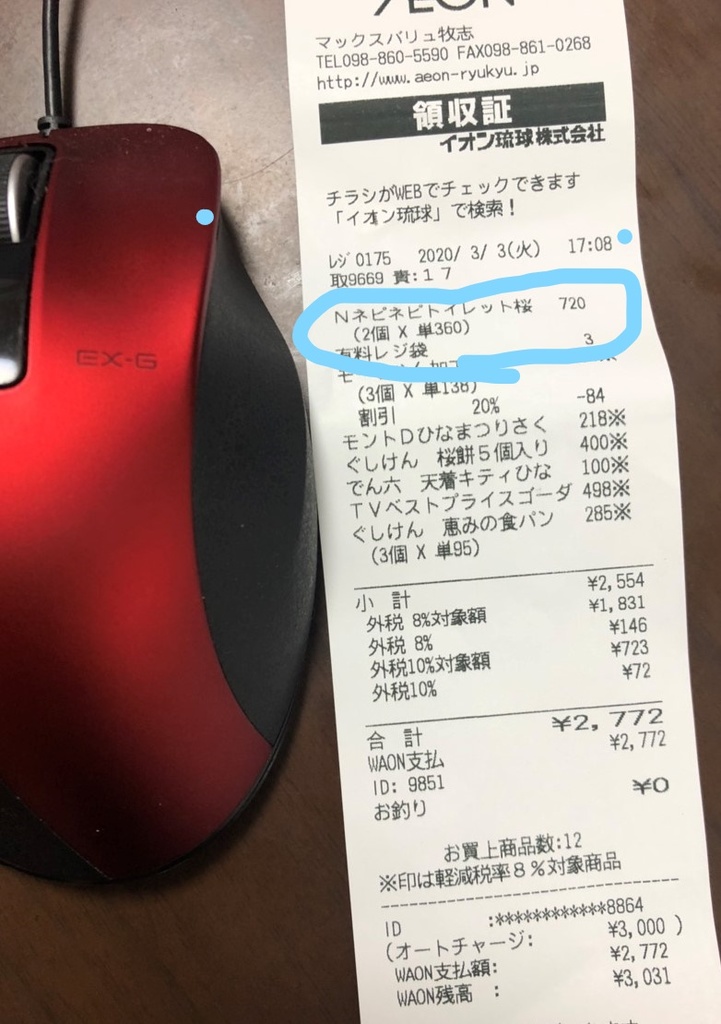 EX-G
AEON
マックスバリュ牧志
TEL098-860-5590 FAX098-861-0268
http://www.aeon-ryukyu.jp
領収証
イオン琉球株式会社
チラシがWEBでチェックできます
「イオン琉球」で検索!
レジ0175 2020/ 3/ 3(火) 17:08
取9669 責:17
Nネピネピトイレット桜 720
(2個 X 単360)
有料レジ袋 3
(3個 X 単138)
割引 20% -84
モントDひなまつりさく 218※
ぐしけん 桜餅5個入り 400※
でん六 天着キティひな 100※
TVベストプライスゴーダ 498※
ぐしけん 恵みの食パン 285※
(3個 X 単95)
小 計 ¥2,554
外税 8%対象額 ¥1,831
外税 8% ¥146
外税10%対象額 ¥723
外税10% ¥72
合 計 ¥2,772
WAON支払 ¥2,772
ID: 9851
お釣り ¥0
お買上商品数:12
※印は軽減税率8%対象商品
ID :************8864
(オートチャージ: ¥3,000 )
WAON支払額: ¥2,772
WAON残高 : ¥3,031